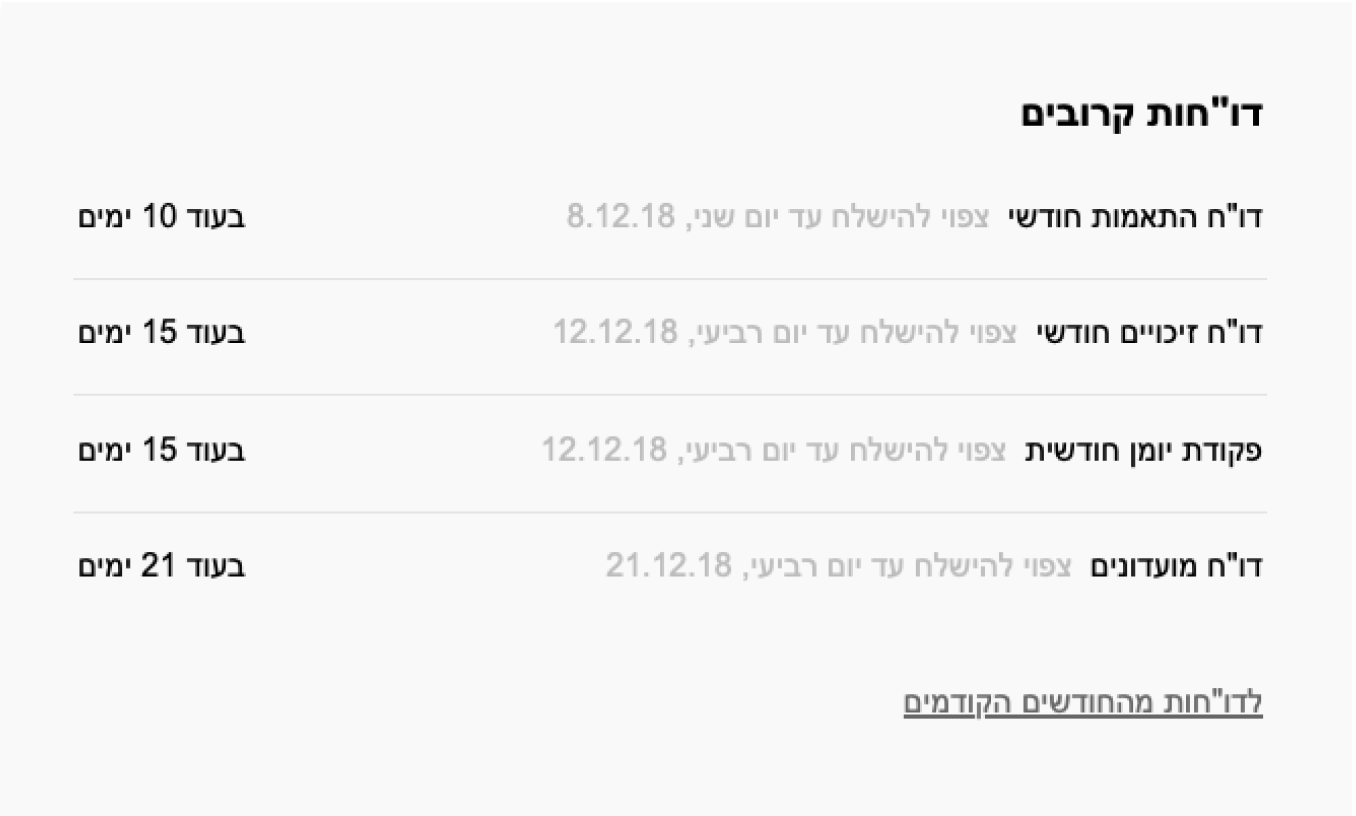 דו"חות קרובים
דו"ח התאמות חודשי צפוי להישלח עד יום שני, 8.12.18 בעוד 10 ימים
דו"ח זיכויים חודשי צפוי להישלח עד יום רביעי, 12.12.18 בעוד 15 ימים
פקודת יומן חודשית צפוי להישלח עד יום רביעי, 12.12.18 בעוד 15 ימים
דו"ח מועדונים צפוי להישלח עד יום רביעי, 21.12.18 בעוד 21 ימים
לדו"חות מהחודשים הקודמים